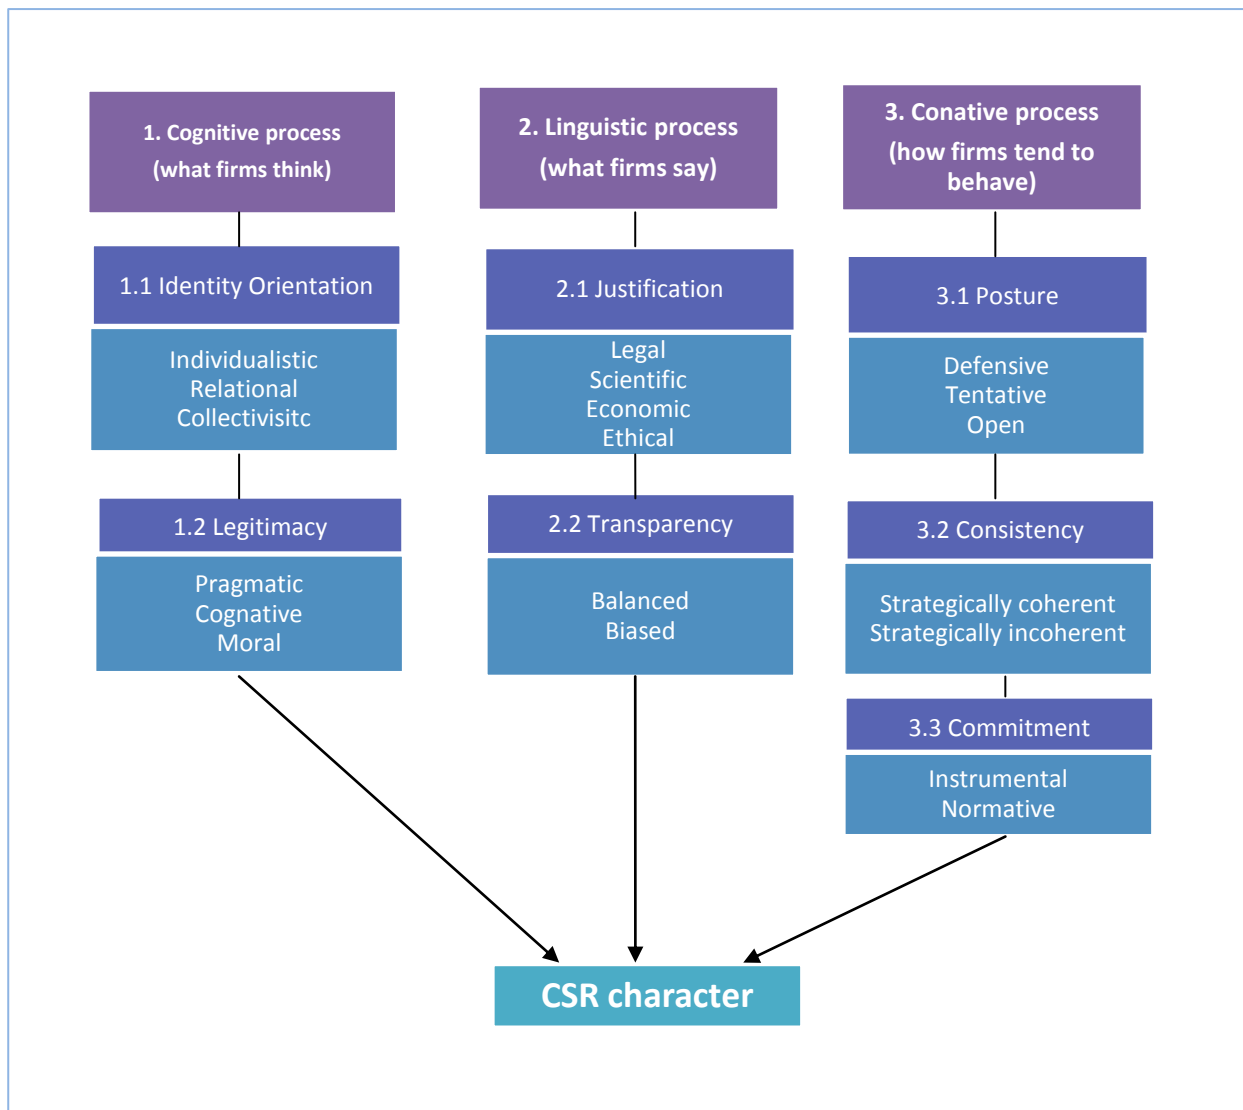 1. Cognitive process
(what firms think)
1.1 Identity Orientation
Individualistic
Relational
Collectivisitc
1.2 Legitimacy
Pragmatic
Cognative
Moral
2. Linguistic process
(what firms say)
2.1 Justification
Legal
Scientific
Economic
Ethical
2.2 Transparency
Balanced
Biased
3. Conative process
(how firms tend to
behave)
3.1 Posture
Defensive
Tentative
Open
3.2 Consistency
Strategically coherent
Strategically incoherent
3.3 Commitment
Instrumental
Normative
CSR character